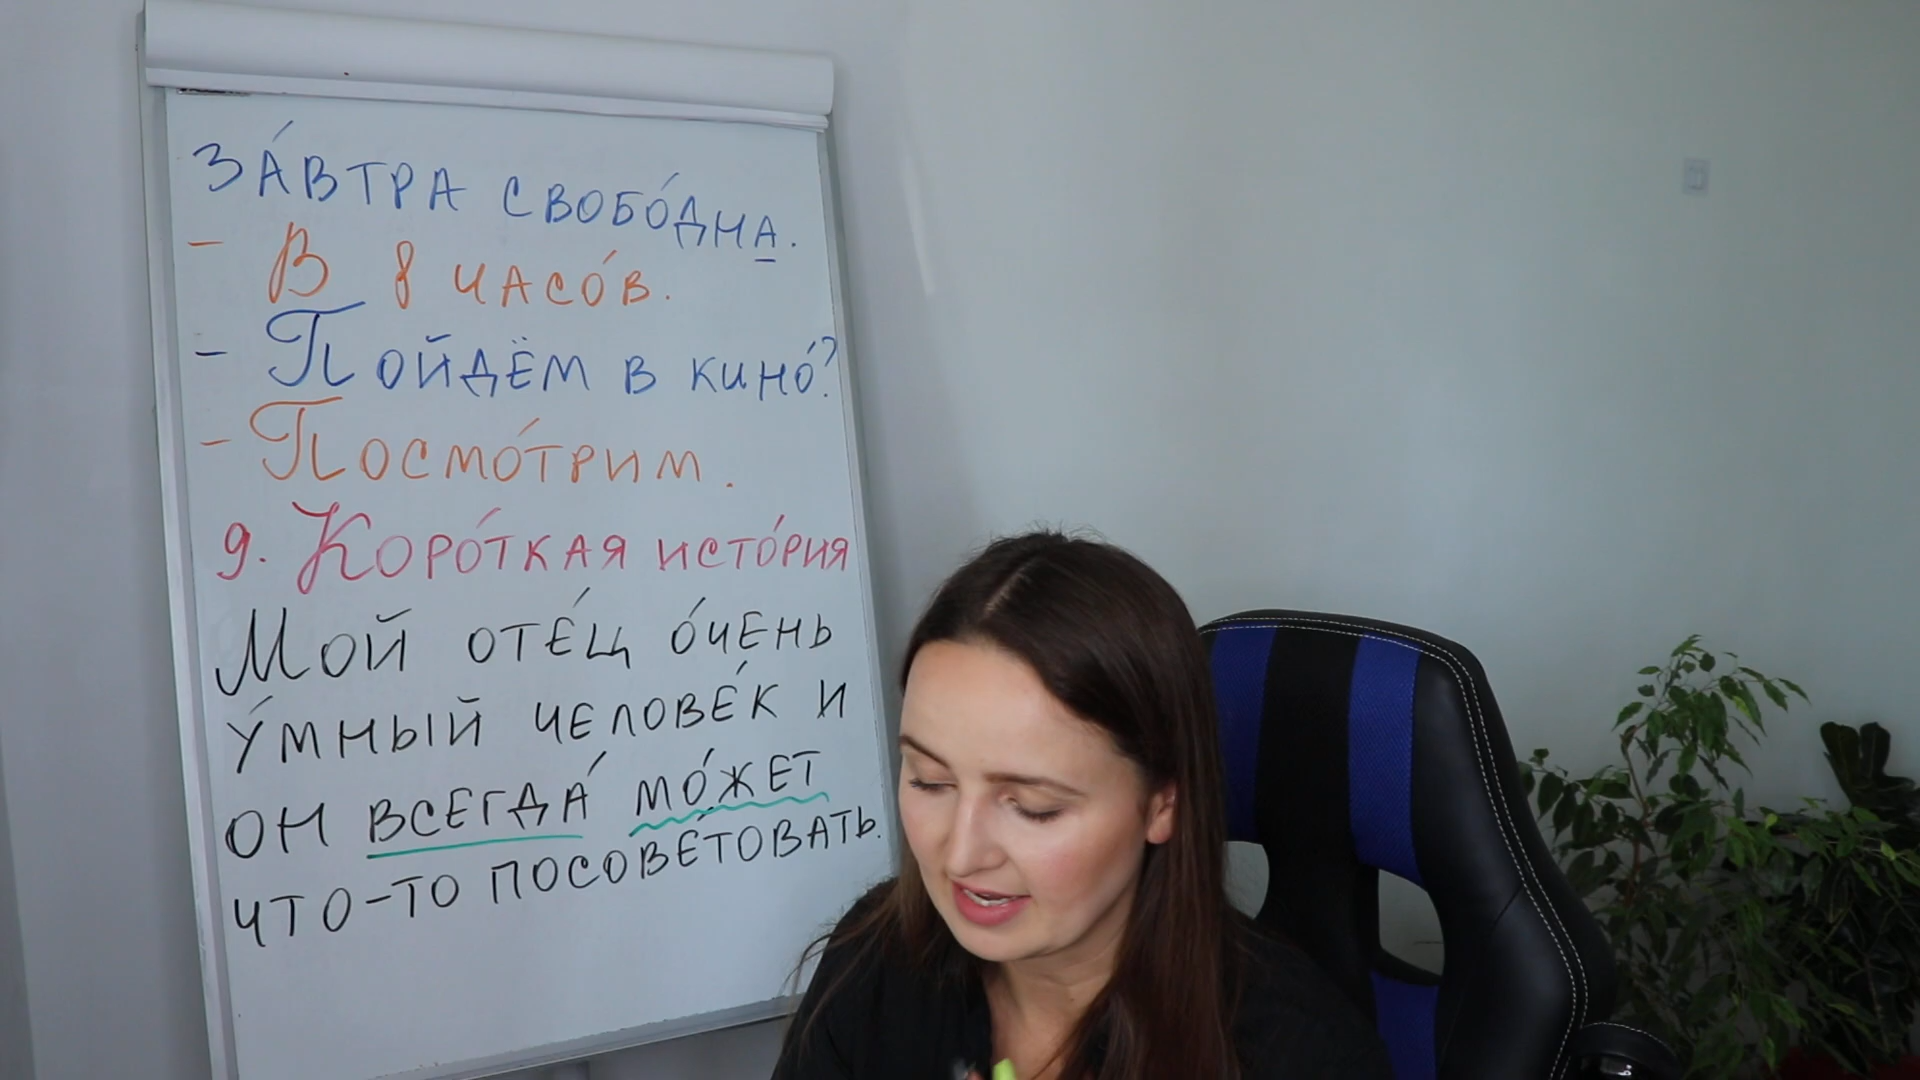 ЗА́ВТРА СВОБО́ДНА.
- В 8 ЧАСО́В.
- ПОЙДЁМ В КИНО́?
- ПОСМО́ТРИМ.
9. КОРО́ТКАЯ ИСТО́РИЯ
МОЙ ОТЕ́Ц О́ЧЕНЬ
У́МНЫЙ ЧЕЛОВЕ́К И
ОН ВСЕГДА́ МО́ЖЕТ
ЧТО-ТО ПОСОВЕ́ТОВАТЬ.